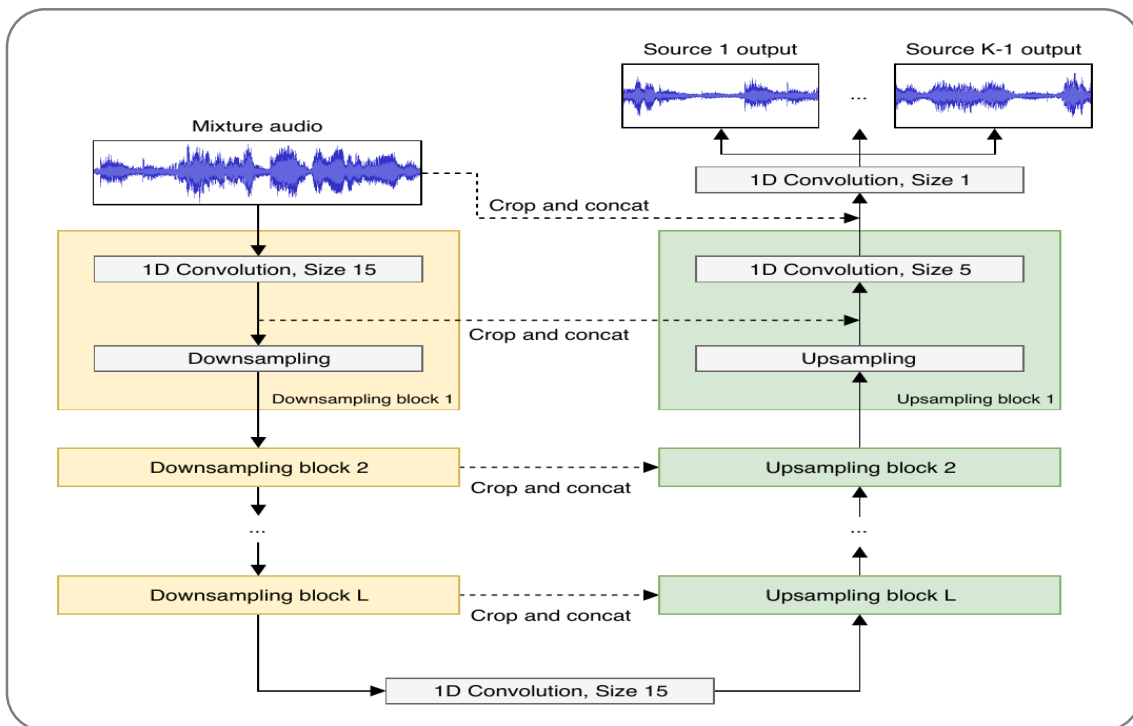 Source 1 output
Source K-1 output
...
Mixture audio
1D Convolution, Size 1
Crop and concat
1D Convolution, Size 15
1D Convolution, Size 5
Crop and concat
Downsampling
Upsampling
Downsampling block 1
Upsampling block 1
Downsampling block 2
Upsampling block 2
Crop and concat
...
...
Downsampling block L
Upsampling block L
Crop and concat
1D Convolution, Size 15